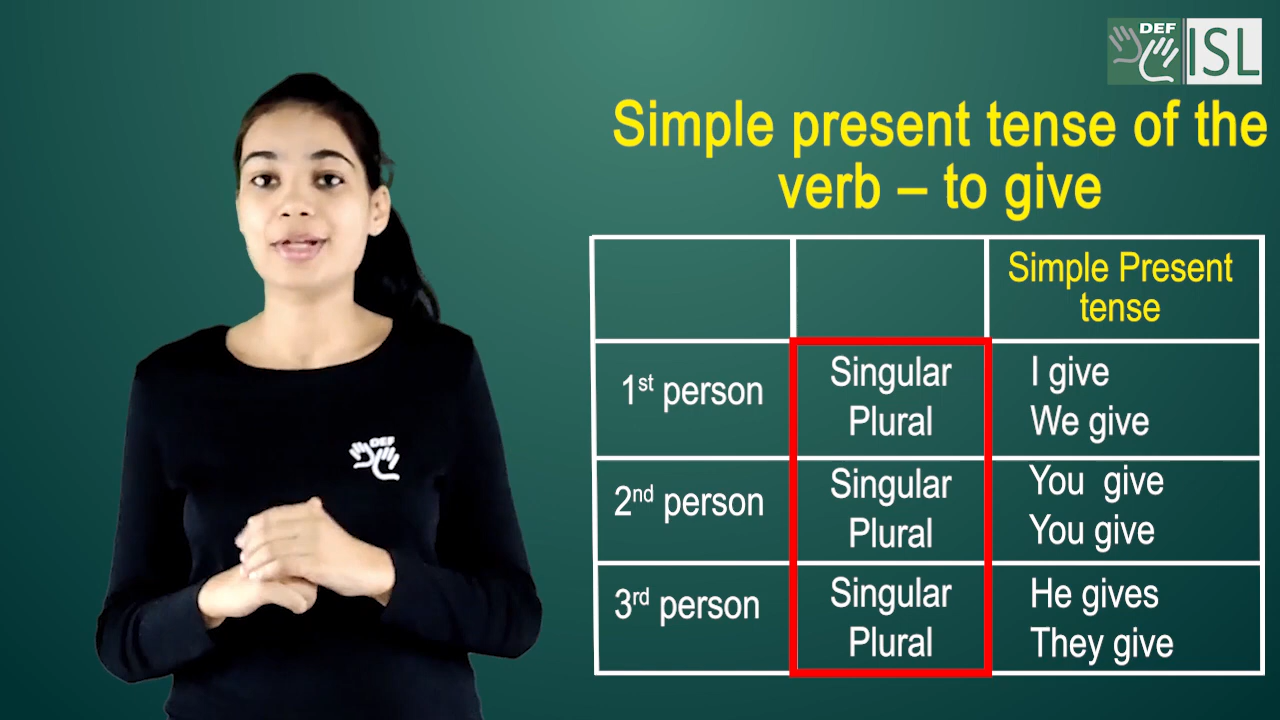 DEF
ISL
Simple present tense of the
verb – to give
Simple Present
tense
1st person
Singular
Plural
I give
We give
2nd person
Singular
Plural
You give
You give
3rd person
Singular
Plural
He gives
They give
DEF